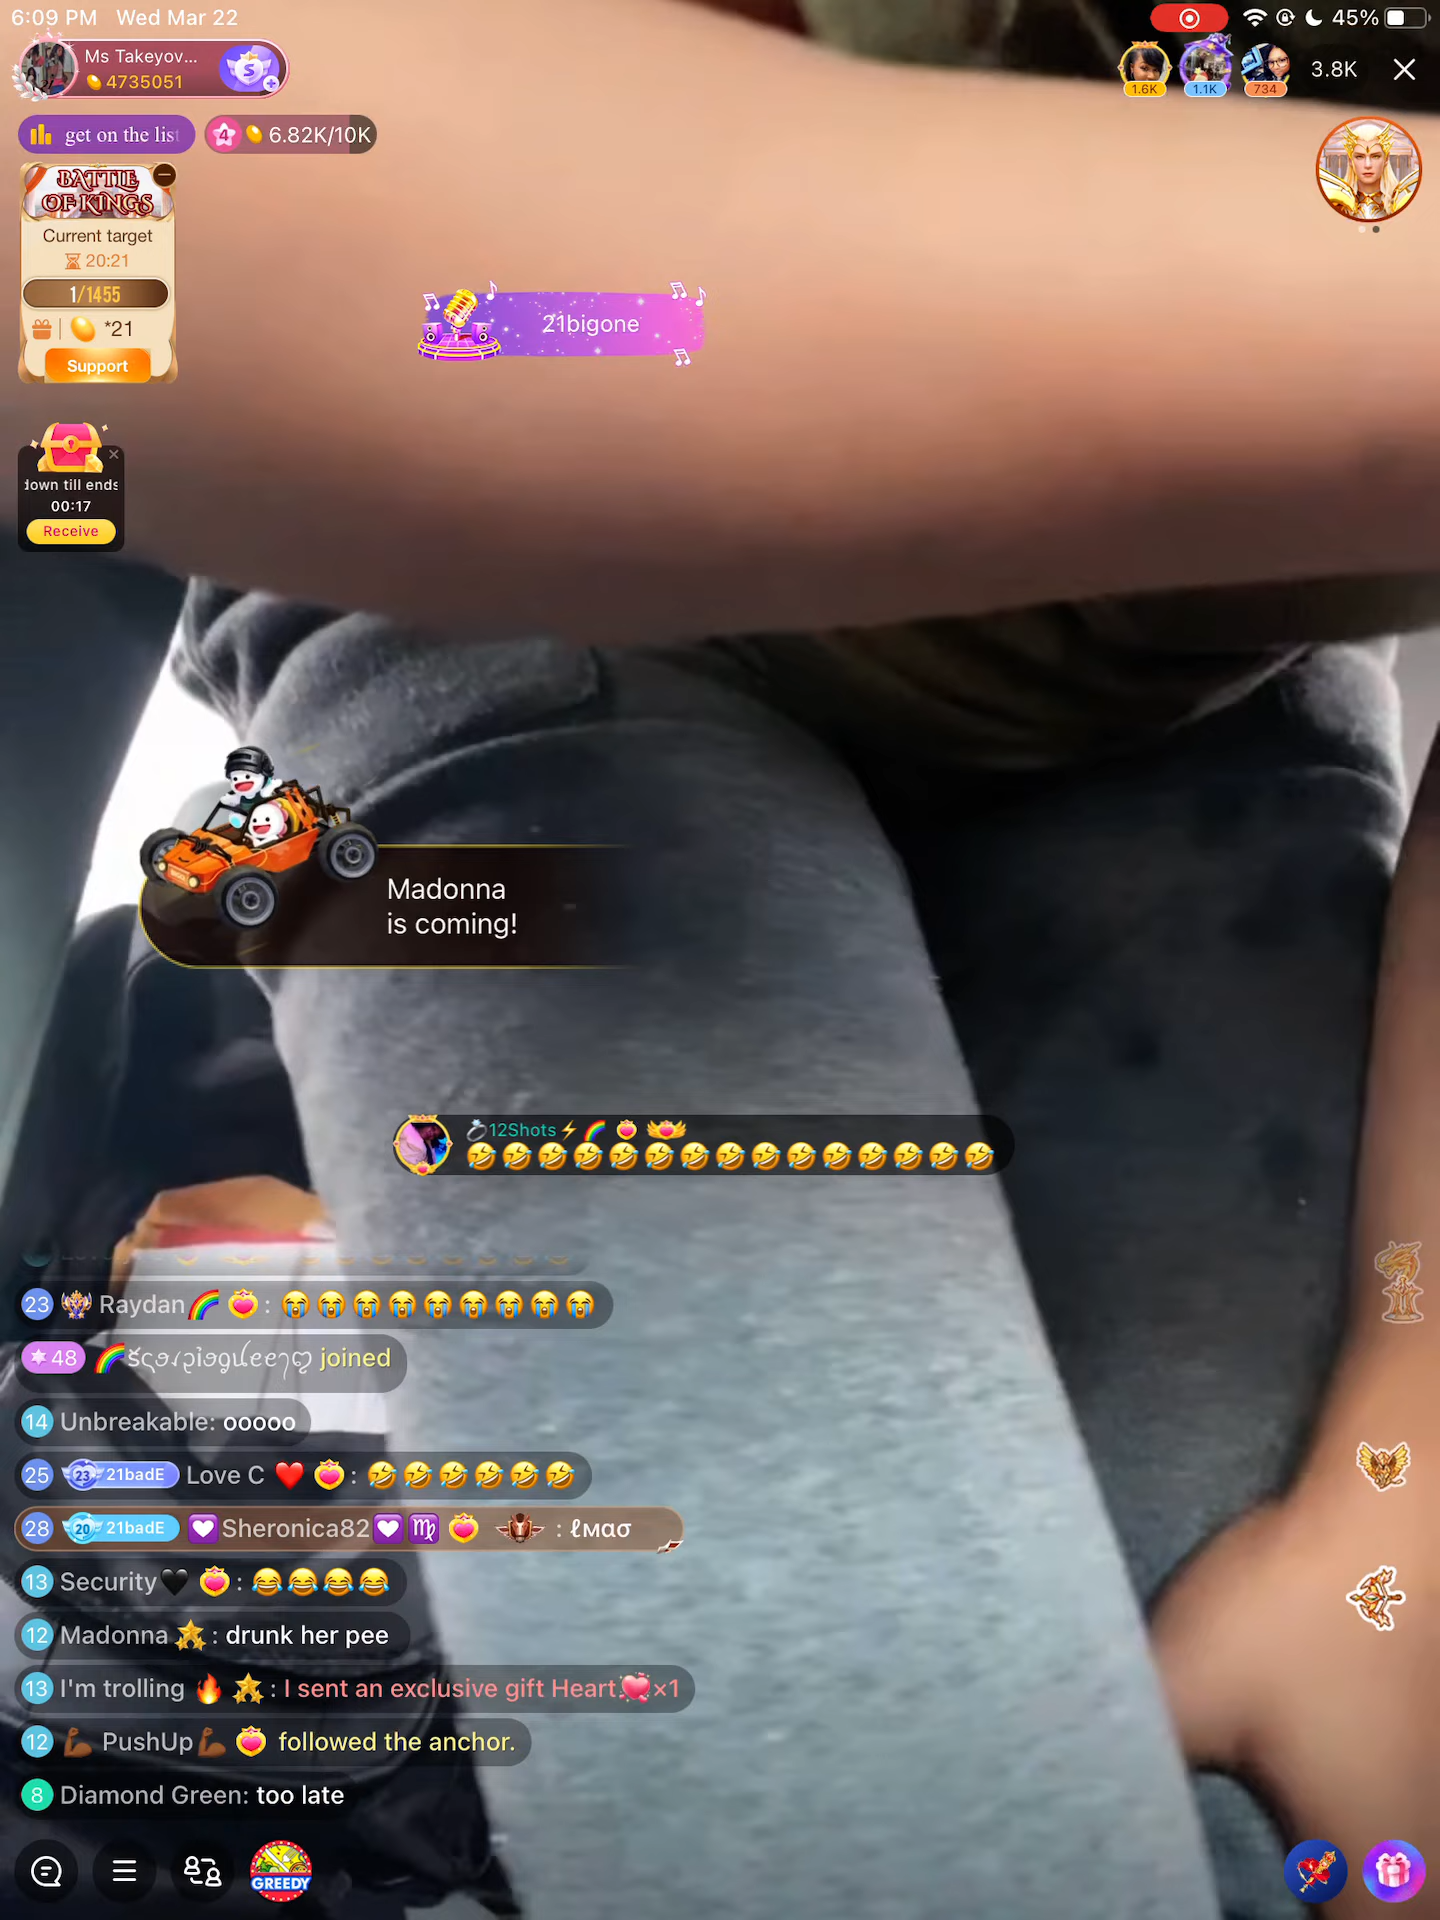 6:09 PM Wed Mar 22
45%
Ms Takeyov...
4735051
S
1.6K
1.1K
734
3.8K
get on the list
4
6.82K/10K
BATTLE
OF KINGS
Current target
20:21
1/1455
*21
Support
21bigone
down till ends
00:17
Receive
Madonna
is coming!
💍12Shots⚡🌈
🤣🤣🤣🤣🤣🤣🤣🤣🤣🤣🤣🤣🤣🤣🤣
23 Raydan🌈 : 😭😭😭😭😭😭😭😭😭
48 joined
14 Unbreakable: ooooo
25 23 21badE Love C ❤️ : 🤣🤣🤣🤣🤣🤣
28 20 21badE 💟Sheronica82💟♍ : ℓмασ
13 Security🖤 : 😂😂😂😂
12 Madonna : drunk her pee
13 I'm trolling 🔥 : I sent an exclusive gift Heart ×1
12 💪🏾 PushUp💪🏾 followed the anchor.
8 Diamond Green: too late
GREEDY